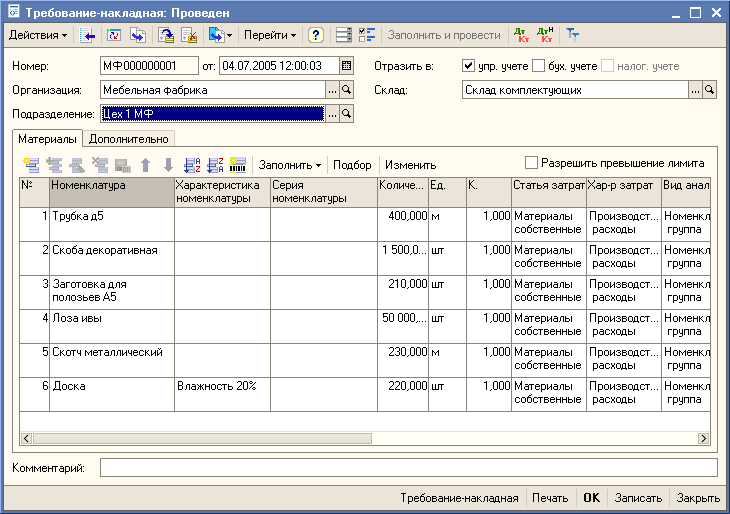 Требование-накладная: Проведен
Действия Перейти ? Заполнить и провести Дт Кт Дт Н Кт
Номер: МФ000000001 от: 04.07.2005 12:00:03 Отразить в: упр. учете бух. учете налог. учете
Организация: Мебельная фабрика ... Склад: Склад комплектующих ...
Подразделение: Цех 1 МФ ...
Материалы Дополнительно
Заполнить Подбор Изменить Разрешить превышение лимита
№ Номенклатура Характеристика номенклатуры Серия номенклатуры Количе... Ед. К. Статья затрат Хар-р затрат Вид анал
1 Трубка д5 400,000 м 1,000 Материалы собственные Производст... расходы Номенкл группа
2 Скоба декоративная 1 500,0... шт 1,000 Материалы собственные Производст... расходы Номенкл группа
3 Заготовка для полозьев А5 210,000 шт 1,000 Материалы собственные Производст... расходы Номенкл группа
4 Лоза ивы 50 000,... шт 1,000 Материалы собственные Производст... расходы Номенкл группа
5 Скотч металлический 230,000 м 1,000 Материалы собственные Производст... расходы Номенкл группа
6 Доска Влажность 20% 220,000 шт 1,000 Материалы собственные Производст... расходы Номенкл группа
Комментарий:
Требование-накладная Печать OK Записать Закрыть